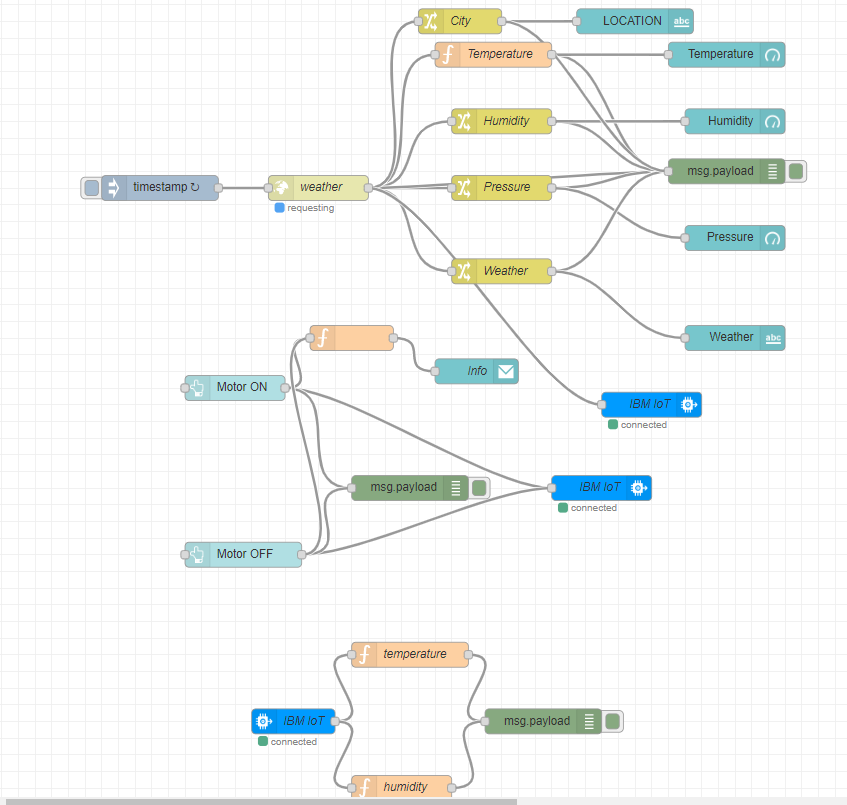 City
LOCATION
abc
Temperature
Temperature
Humidity
Humidity
msg.payload
timestamp ↻
weather
Pressure
requesting
Pressure
Weather
Weather
abc
Info
Motor ON
IBM IoT
connected
msg.payload
IBM IoT
connected
Motor OFF
temperature
IBM IoT
msg.payload
connected
humidity